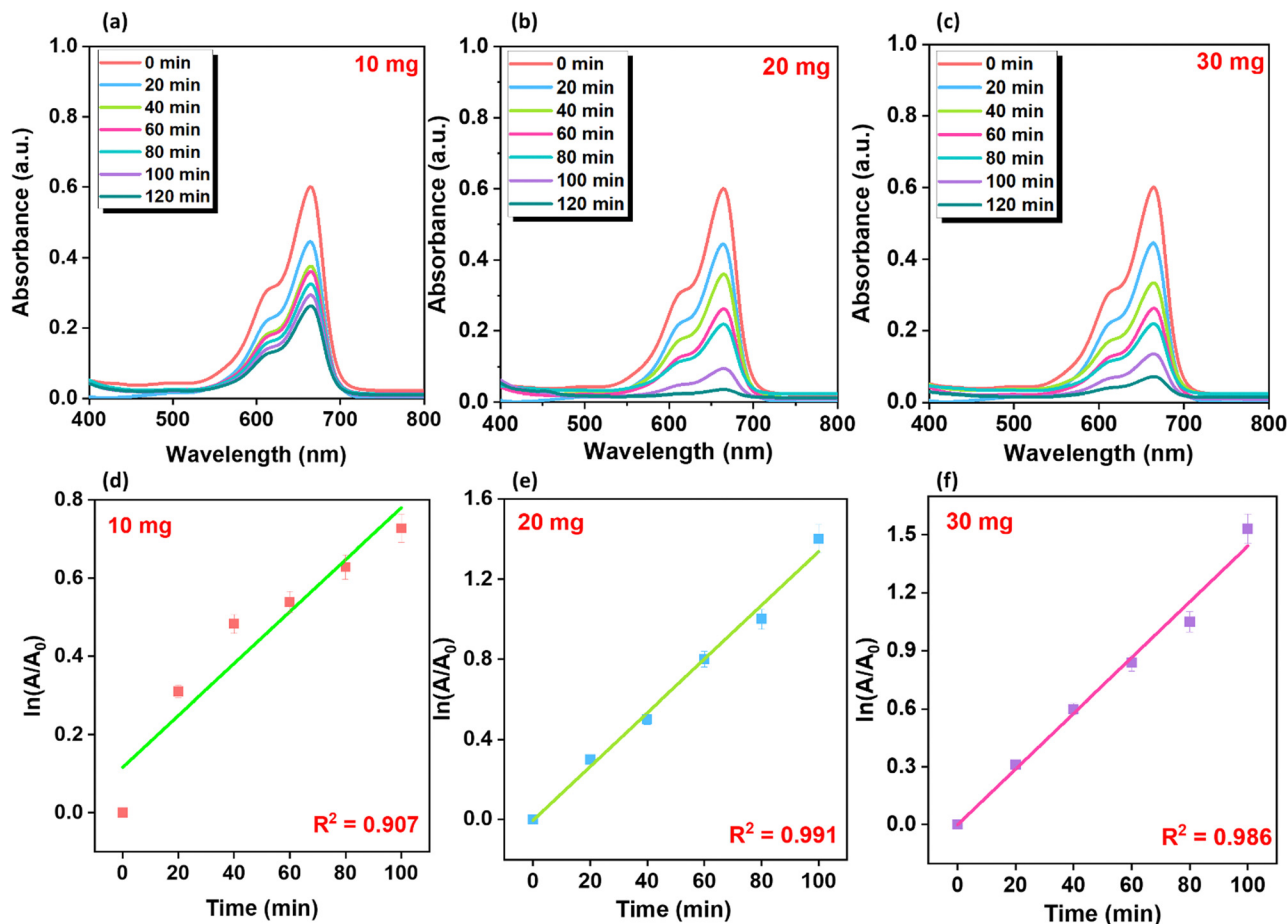 (a)
10 mg
0 min
20 min
40 min
60 min
80 min
100 min
120 min
1.0
0.8
0.6
0.4
0.2
0.0
400
500
600
700
800
Absorbance (a.u.)
Wavelength (nm)
(b)
20 mg
0 min
20 min
40 min
60 min
80 min
100 min
120 min
1.0
0.8
0.6
0.4
0.2
0.0
400
500
600
700
800
Absorbance (a.u.)
Wavelength (nm)
(c)
30 mg
0 min
20 min
40 min
60 min
80 min
100 min
120 min
1.0
0.8
0.6
0.4
0.2
0.0
400
500
600
700
800
Absorbance (a.u.)
Wavelength (nm)
(d)
10 mg
0.8
0.6
0.4
0.2
0.0
ln(A/A₀)
R² = 0.907
0
20
40
60
80
100
Time (min)
(e)
20 mg
1.6
1.2
0.8
0.4
0.0
ln(A/A₀)
R² = 0.991
0
20
40
60
80
100
Time (min)
(f)
30 mg
1.5
1.2
0.9
0.6
0.3
0.0
ln(A/A₀)
R² = 0.986
0
20
40
60
80
100
Time (min)